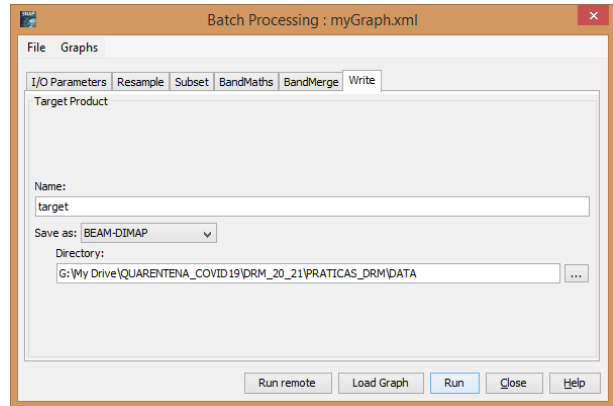 SNAP
Batch Processing : myGraph.xml
File Graphs
I/O Parameters Resample Subset BandMaths BandMerge Write
Target Product
Name:
target
Save as: BEAM-DIMAP
Directory:
G:\My Drive\QUARENTENA_COVID19\DRM_20_21\PRATICAS_DRM\DATA
...
Run remote Load Graph Run Close Help